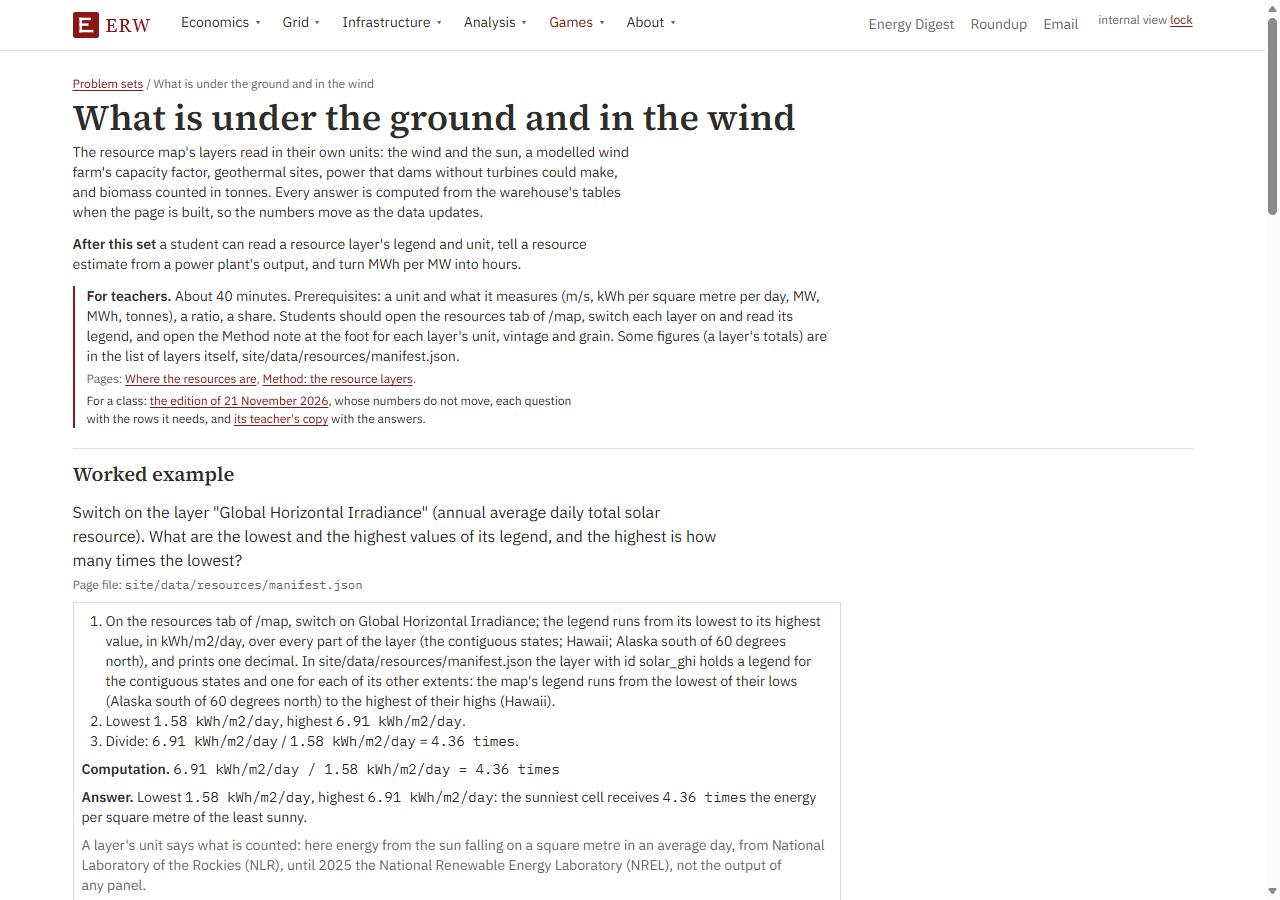 E ERW Economics Grid Infrastructure Analysis Games About Energy Digest Roundup Email internal view lock
Problem sets / What is under the ground and in the wind
What is under the ground and in the wind
The resource map's layers read in their own units: the wind and the sun, a modelled wind
farm's capacity factor, geothermal sites, power that dams without turbines could make,
and biomass counted in tonnes. Every answer is computed from the warehouse's tables
when the page is built, so the numbers move as the data updates.
After this set a student can read a resource layer's legend and unit, tell a resource
estimate from a power plant's output, and turn MWh per MW into hours.
For teachers. About 40 minutes. Prerequisites: a unit and what it measures (m/s, kWh per square metre per day, MW,
MWh, tonnes), a ratio, a share. Students should open the resources tab of /map, switch each layer on and read its
legend, and open the Method note at the foot for each layer's unit, vintage and grain. Some figures (a layer's totals) are
in the list of layers itself, site/data/resources/manifest.json.
Pages: Where the resources are, Method: the resource layers.
For a class: the edition of 21 November 2026, whose numbers do not move, each question
with the rows it needs, and its teacher's copy with the answers.
Worked example
Switch on the layer "Global Horizontal Irradiance" (annual average daily total solar
resource). What are the lowest and the highest values of its legend, and the highest is how
many times the lowest?
Page file: site/data/resources/manifest.json
1. On the resources tab of /map, switch on Global Horizontal Irradiance; the legend runs from its lowest to its highest
value, in kWh/m2/day, over every part of the layer (the contiguous states; Hawaii; Alaska south of 60 degrees
north), and prints one decimal. In site/data/resources/manifest.json the layer with id solar_ghi holds a legend for
the contiguous states and one for each of its other extents: the map's legend runs from the lowest of their lows
(Alaska south of 60 degrees north) to the highest of their highs (Hawaii).
2. Lowest 1.58 kWh/m2/day, highest 6.91 kWh/m2/day.
3. Divide: 6.91 kWh/m2/day / 1.58 kWh/m2/day = 4.36 times.
Computation. 6.91 kWh/m2/day / 1.58 kWh/m2/day = 4.36 times
Answer. Lowest 1.58 kWh/m2/day, highest 6.91 kWh/m2/day: the sunniest cell receives 4.36 times the energy
per square metre of the least sunny.
A layer's unit says what is counted: here energy from the sun falling on a square metre in an average day, from National
Laboratory of the Rockies (NLR), until 2025 the National Renewable Energy Laboratory (NREL), not the output of
any panel.